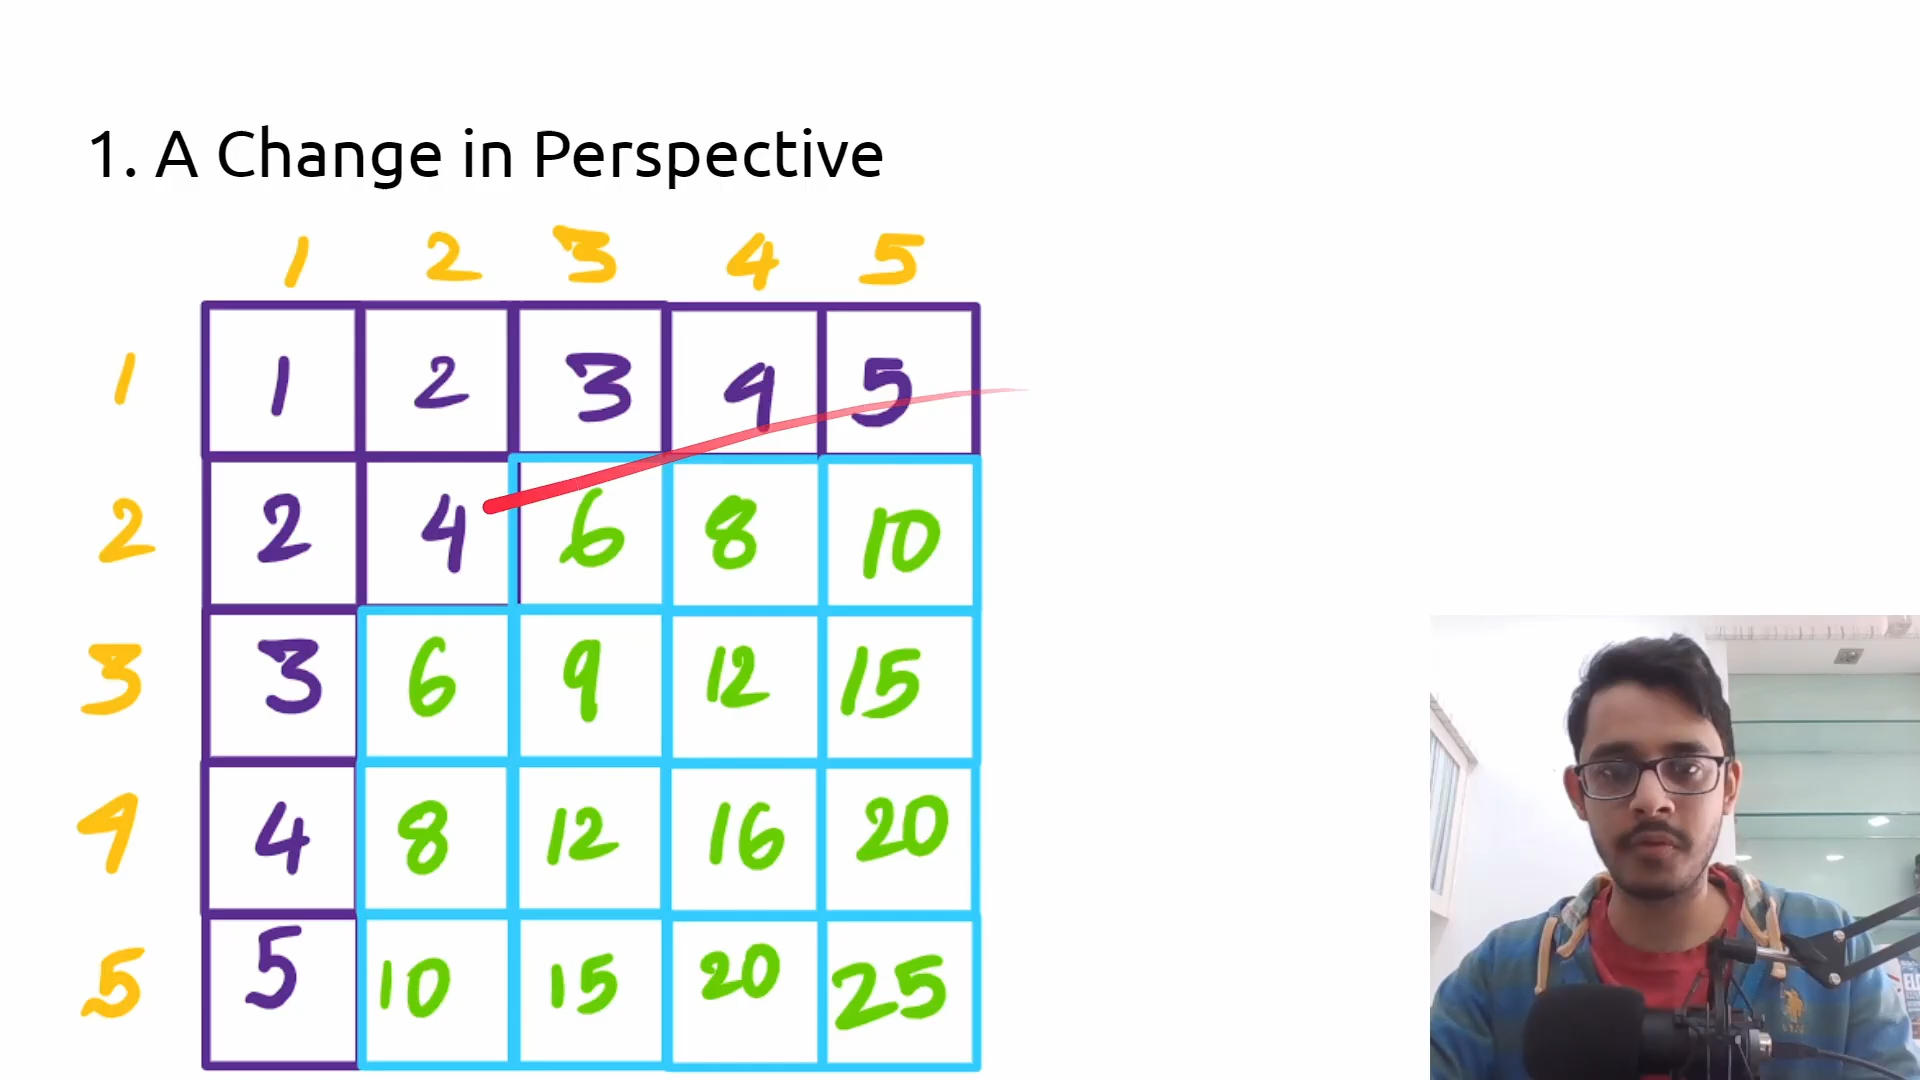 1. A Change in Perspective
1 2 3 4 5
1 1 2 3 4 5
2 2 4 6 8 10
3 3 6 9 12 15
4 4 8 12 16 20
5 5 10 15 20 25